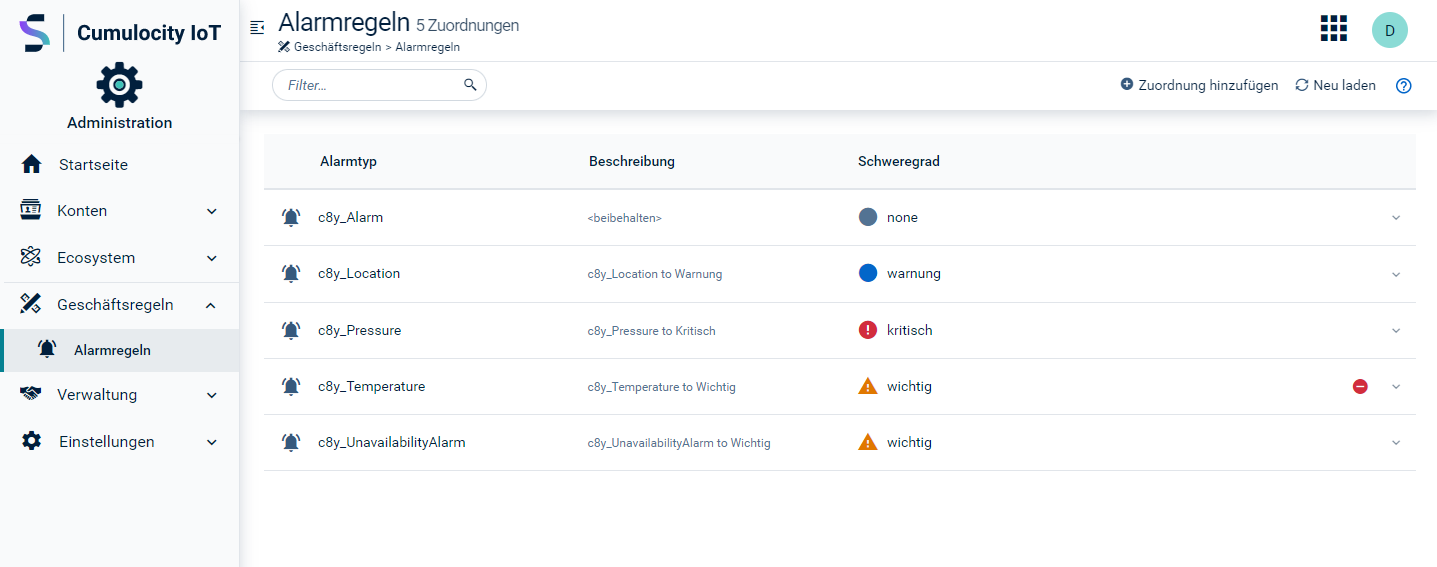 Cumulocity IoT
Administration
Startseite
Konten
Ecosystem
Geschäftsregeln
Alarmregeln
Verwaltung
Einstellungen
Alarmregeln 5 Zuordnungen
Geschäftsregeln > Alarmregeln
D
Filter...
Zuordnung hinzufügen Neu laden
Alarmtyp Beschreibung Schweregrad
c8y_Alarm <beibehalten> none
c8y_Location c8y_Location to Warnung warnung
c8y_Pressure c8y_Pressure to Kritisch kritisch
c8y_Temperature c8y_Temperature to Wichtig wichtig
c8y_UnavailabilityAlarm c8y_UnavailabilityAlarm to Wichtig wichtig